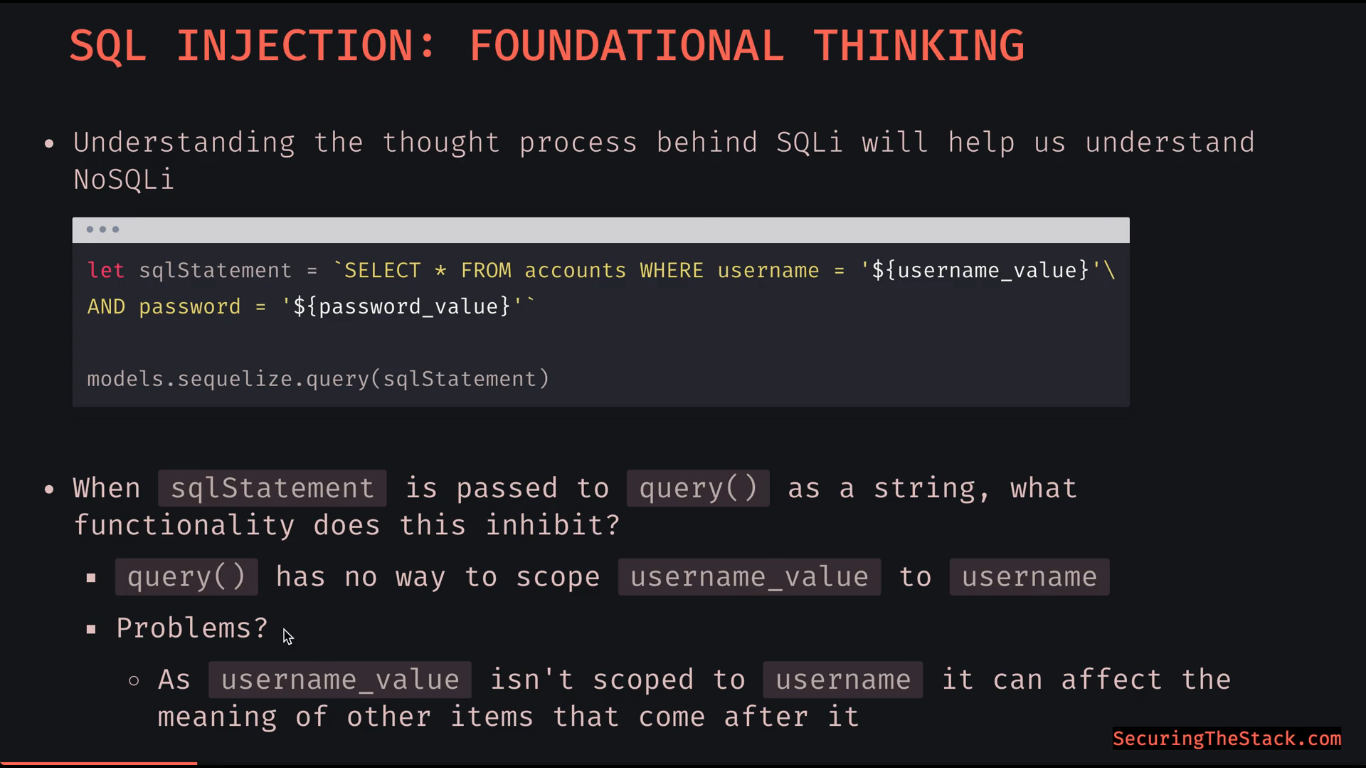 SQL INJECTION: FOUNDATIONAL THINKING
• Understanding the thought process behind SQLi will help us understand
NoSQLi
let sqlStatement = `SELECT * FROM accounts WHERE username = '${username_value}'\
AND password = '${password_value}'`
models.sequelize.query(sqlStatement)
• When sqlStatement is passed to query() as a string, what
functionality does this inhibit?
▪ query() has no way to scope username_value to username
▪ Problems?
◦ As username_value isn't scoped to username it can affect the
meaning of other items that come after it
SecuringTheStack.com